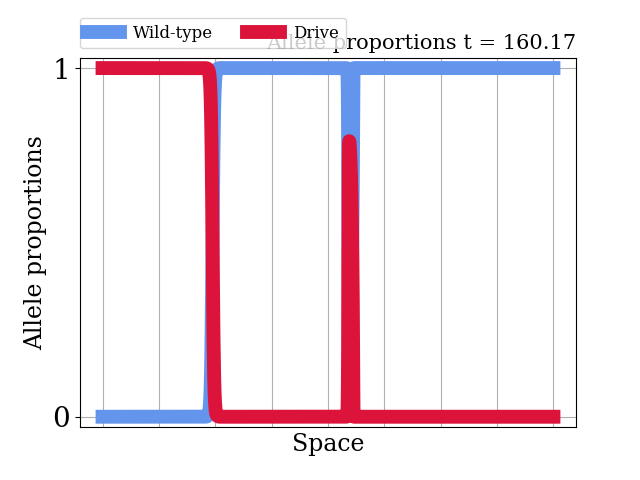 Wild-type Drive
Allele proportions t = 160.17
1
Allele proportions
0
Space